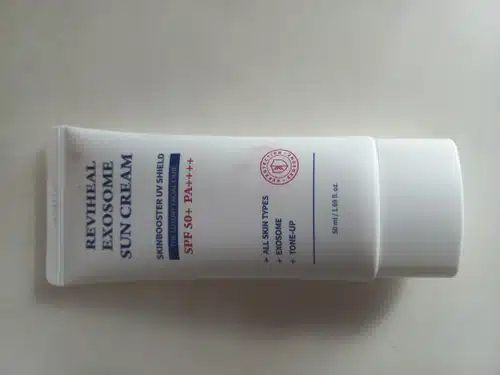 REVIHEAL
EXOSOME
SUN CREAM
SKINBOOSTER UV SHIELD
SPF 50+ PA++++
+ ALL SKIN TYPES
+ EXOSOME
+ TONE-UP
50 ml / 1.69 fl. oz.